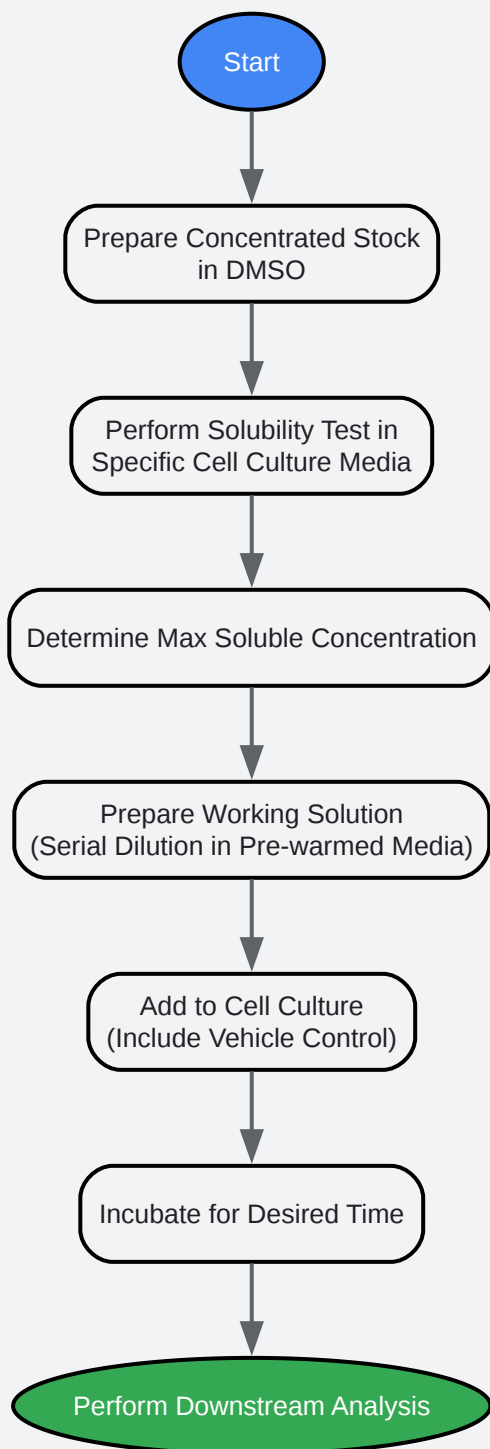 Start
Prepare Concentrated Stock
in DMSO
Perform Solubility Test in
Specific Cell Culture Media
Determine Max Soluble Concentration
Prepare Working Solution
(Serial Dilution in Pre-warmed Media)
Add to Cell Culture
(Include Vehicle Control)
Incubate for Desired Time
Perform Downstream Analysis